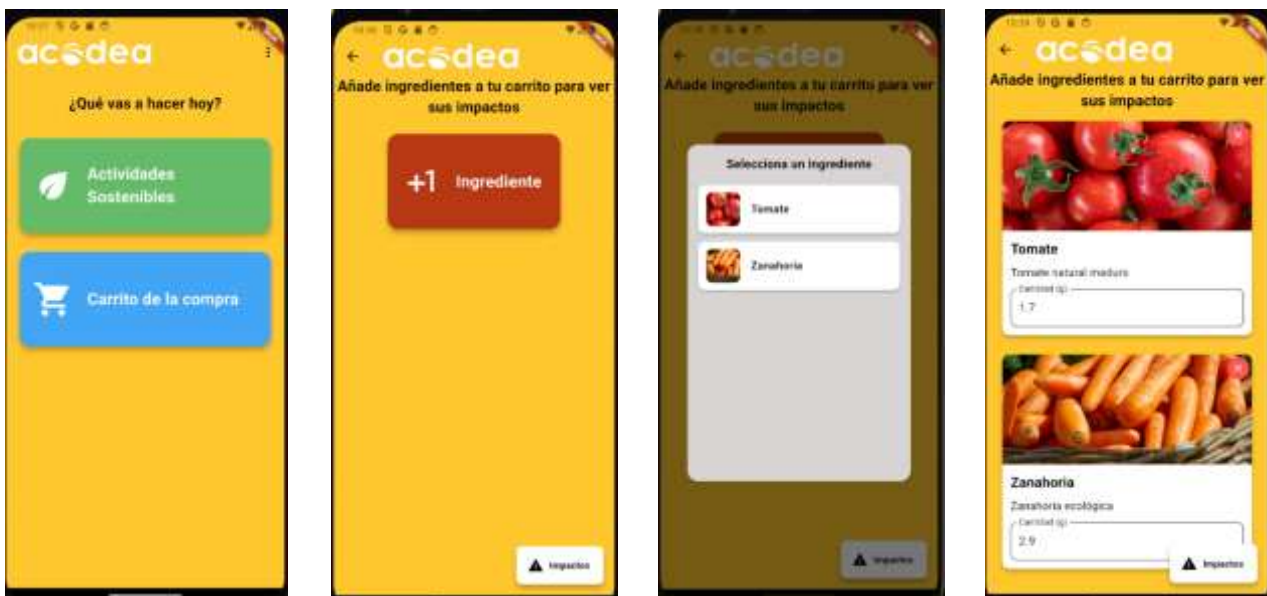 acodea
¿Qué vas a hacer hoy?
Actividades
Sostenibles
Carrito de la compra
acodea
Añade ingredientes a tu carrito para ver
sus impactos
+1 Ingrediente
Impactos
acodea
Añade ingredientes a tu carrito para ver
sus impactos
Selecciona un ingrediente
Tomate
Zanahoria
Impactos
acodea
Añade ingredientes a tu carrito para ver
sus impactos
Tomate
Tomate natural maduro
Cantidad
1.7
Zanahoria
Zanahoria ecológica
Cantidad
2.9
Impactos